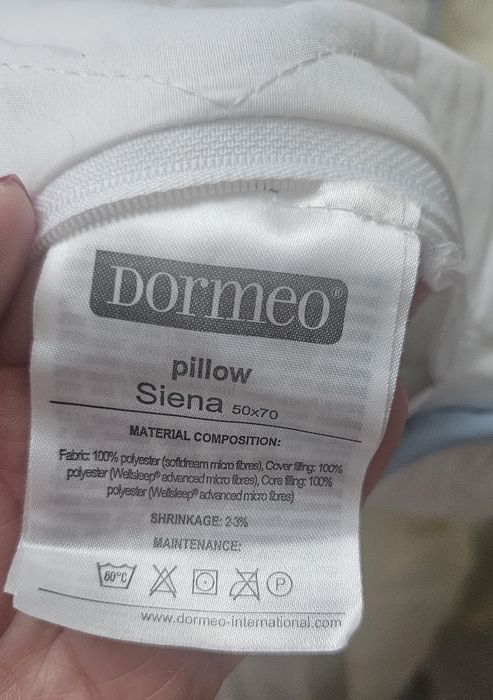 DORMEO®
pillow
Siena 50x70
MATERIAL COMPOSITION:
Fabric: 100% polyester (softdream micro fibres), Cover filling: 100%
polyester (Wellsleep® advanced micro fibres), Core filling: 100%
polyester (Wellsleep® advanced micro fibres)
SHRINKAGE: 2-3%
MAINTENANCE:
60°C P
www.dormeo-international.com